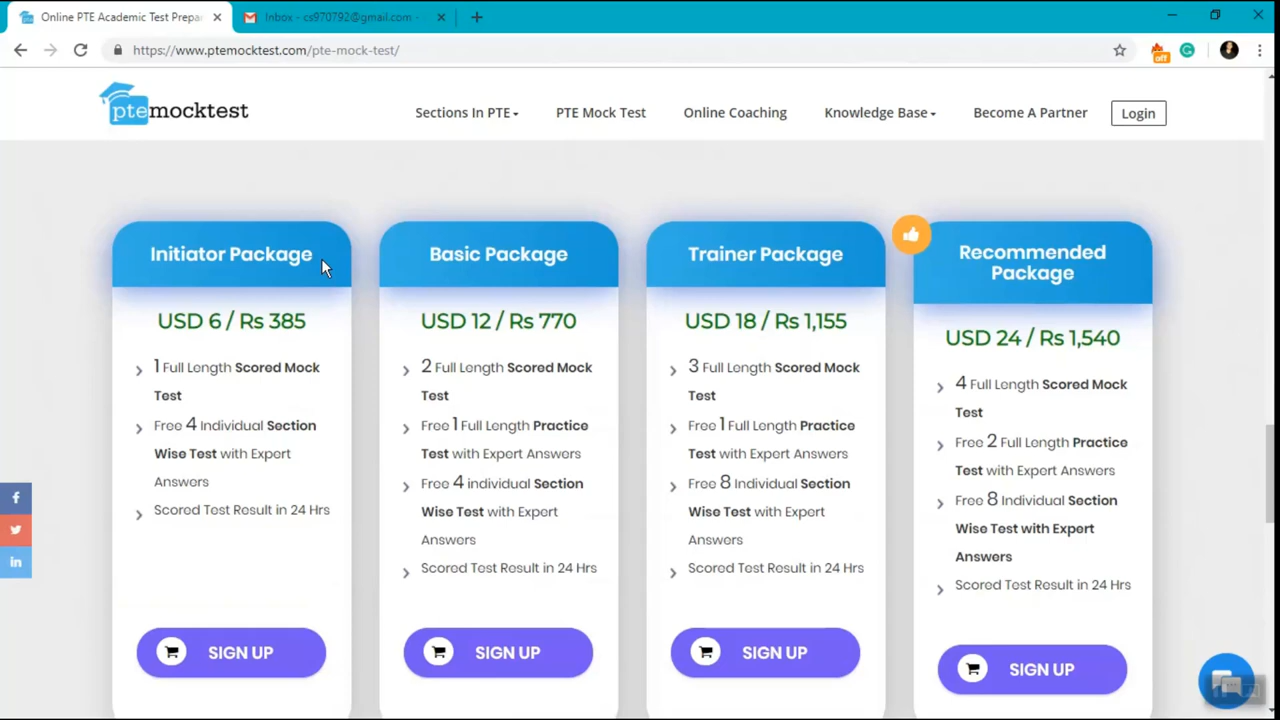 Online PTE Academic Test Prepar
Inbox - cs970792@gmail.com -
https://www.ptemocktest.com/pte-mock-test/
off
ptemocktest
Sections In PTE
PTE Mock Test
Online Coaching
Knowledge Base
Become A Partner
Login
Initiator Package
USD 6 / Rs 385
1 Full Length Scored Mock
Test
Free 4 Individual Section
Wise Test with Expert
Answers
Scored Test Result in 24 Hrs
SIGN UP
Basic Package
USD 12 / Rs 770
2 Full Length Scored Mock
Test
Free 1 Full Length Practice
Test with Expert Answers
Free 4 individual Section
Wise Test with Expert
Answers
Scored Test Result in 24 Hrs
SIGN UP
Trainer Package
USD 18 / Rs 1,155
3 Full Length Scored Mock
Test
Free 1 Full Length Practice
Test with Expert Answers
Free 8 Individual Section
Wise Test with Expert
Answers
Scored Test Result in 24 Hrs
SIGN UP
Recommended
Package
USD 24 / Rs 1,540
4 Full Length Scored Mock
Test
Free 2 Full Length Practice
Test with Expert Answers
Free 8 Individual Section
Wise Test with Expert
Answers
Scored Test Result in 24 Hrs
SIGN UP